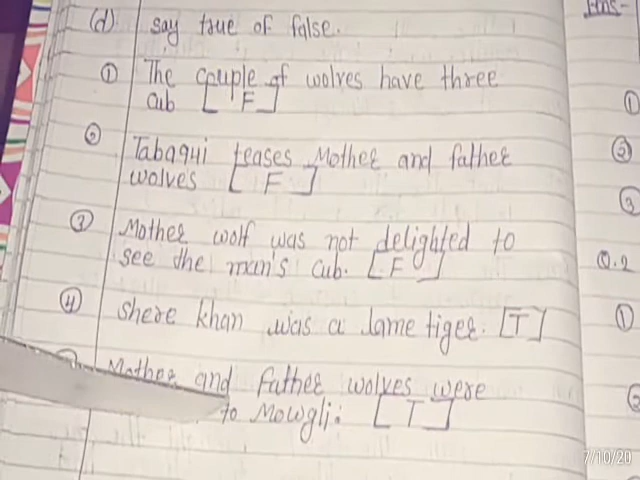 (d) say true of false.
① The couple of wolves have three
cub [ F ]
② Tabaqui teases Mother and father
wolves [ F ]
③ Mother wolf was not delighted to
see the man's cub. [ F ]
④ Shere khan was a lame tiger. [T]
Mother and Father wolves were
to Mowgli. [ T ]
Ans-
①
②
③
Q.2
①
②
7/10/20